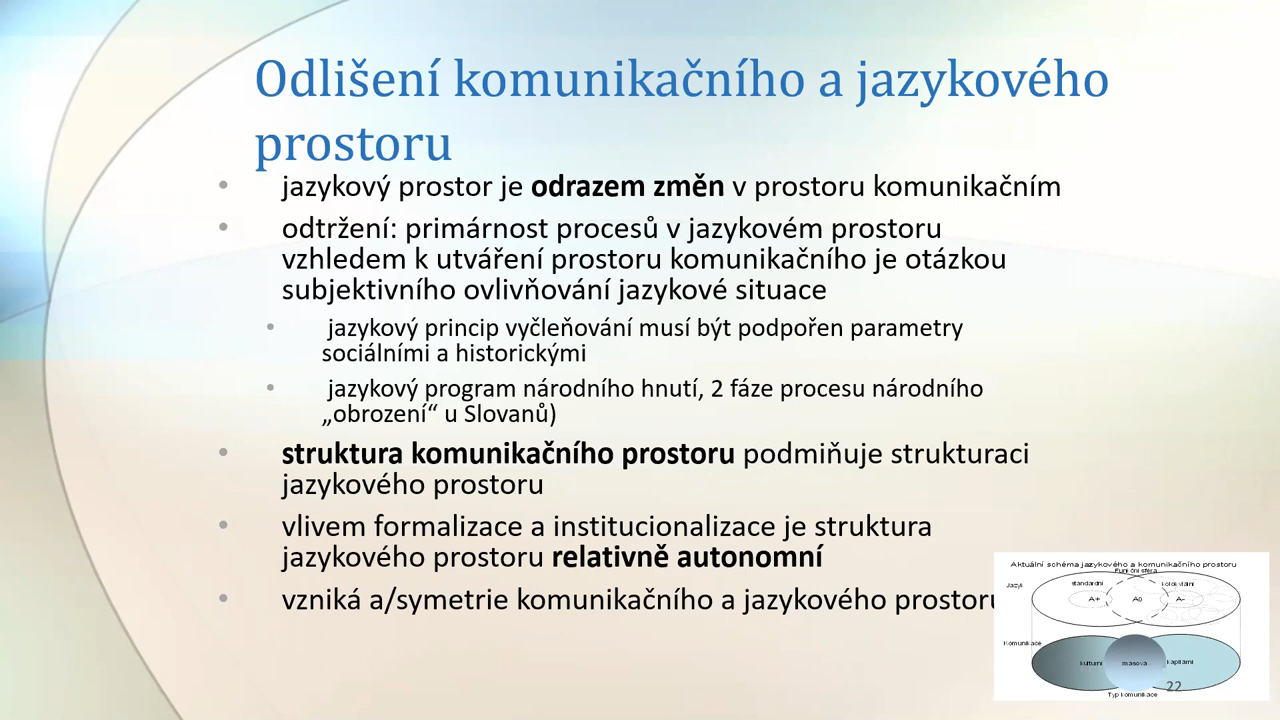 Odlišení komunikačního a jazykového
prostoru
• jazykový prostor je odrazem změn v prostoru komunikačním
• odtržení: primárnost procesů v jazykovém prostoru
vzhledem k utváření prostoru komunikačního je otázkou
subjektivního ovlivňování jazykové situace
• jazykový princip vyčleňování musí být podpořen parametry
sociálními a historickými
• jazykový program národního hnutí, 2 fáze procesu národního
„obrození“ u Slovanů)
• struktura komunikačního prostoru podmiňuje strukturaci
jazykového prostoru
• vlivem formalizace a institucionalizace je struktura
jazykového prostoru relativně autonomní
• vzniká a/symetrie komunikačního a jazykového prostoru
Aktuální schéma jazykového a komunikačního prostoru
Funkční sféra
Jazyk
standardní
kolokviální
A+
A0
A-
Komunikace
kulturní
masová
kapilární
22
Typ komunikace